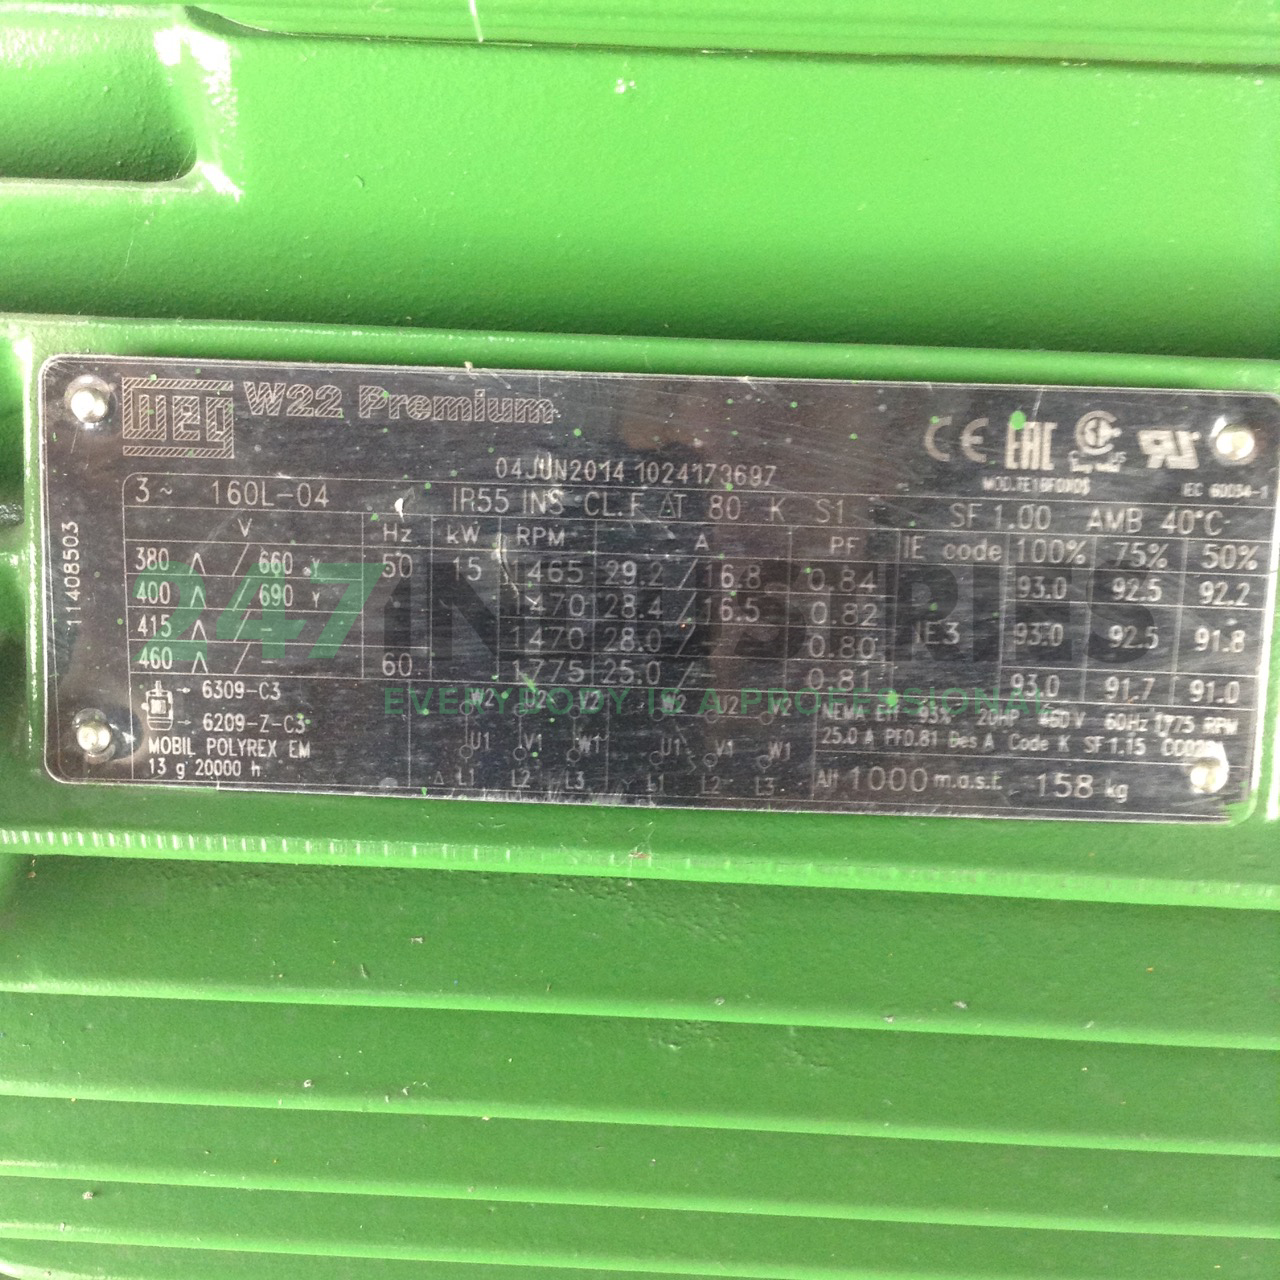 WEG W22 Premium
CE EAC
04JUN2014 1024173697
MOD.TE1BF0X0$
IEC 60034-1
3~ 160L-04 IP55 INS CL.F ΔT 80 K S1 SF 1.00 AMB 40°C
V Hz kW RPM A PF IE code 100% 75% 50%
380 Δ / 660 Y 50 15 1465 29.2 / 16.8 0.84 93.0 92.5 92.2
400 Δ / 690 Y 1470 28.4 / 16.5 0.82 IE3 93.0 92.5 91.8
415 Δ / - 1470 28.0 / - 0.80
460 Δ / - 60 1775 25.0 / - 0.81 93.0 91.7 91.0
11408503
6309-C3
6209-Z-C3
MOBIL POLYREX EM
13 g 20000 h
W2 U2 V2 W2 U2 V2
U1 V1 W1 U1 V1 W1
Δ L1 L2 L3 L1 L2 L3
NEMA Eff 93% 20HP 460V 60Hz 1775 RPM
25.0 A PF0.81 Des A Code K SF1.15
Alt 1000 m.a.s.l. 158 kg
247 INDUSTRIES
EVERYBODY IS A PROFESSIONAL